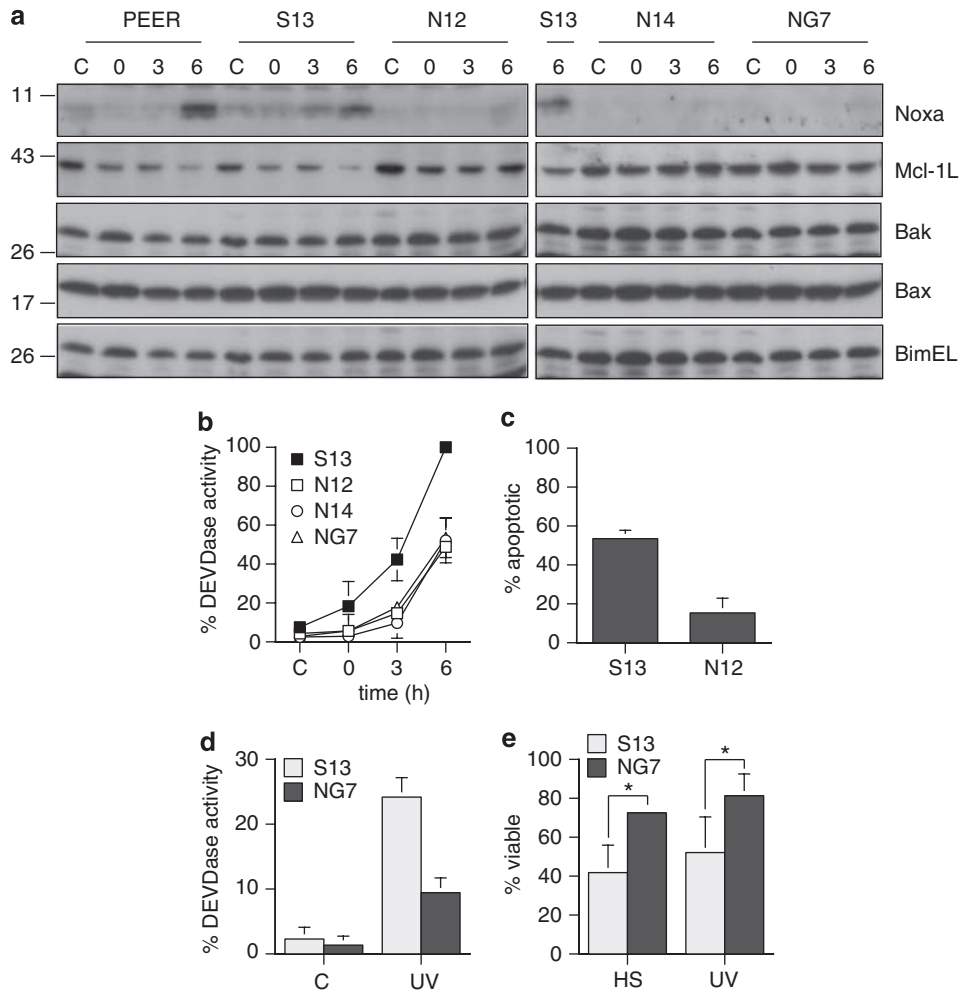 a
PEER S13 N12 S13 N14 NG7
C 0 3 6 C 0 3 6 C 0 3 6 6 C 0 3 6 C 0 3 6
11
Noxa
43
Mcl-1L
Bak
26
Bax
17
26
BimEL
b
% DEVDase activity
100
80
60
40
20
0
S13
N12
N14
NG7
C 0 3 6
time (h)
c
% apoptotic
100
80
60
40
20
0
S13 N12
d
% DEVDase activity
30
20
10
0
S13
NG7
C UV
e
% viable
100
80
60
40
20
0
S13
NG7
* *
HS UV